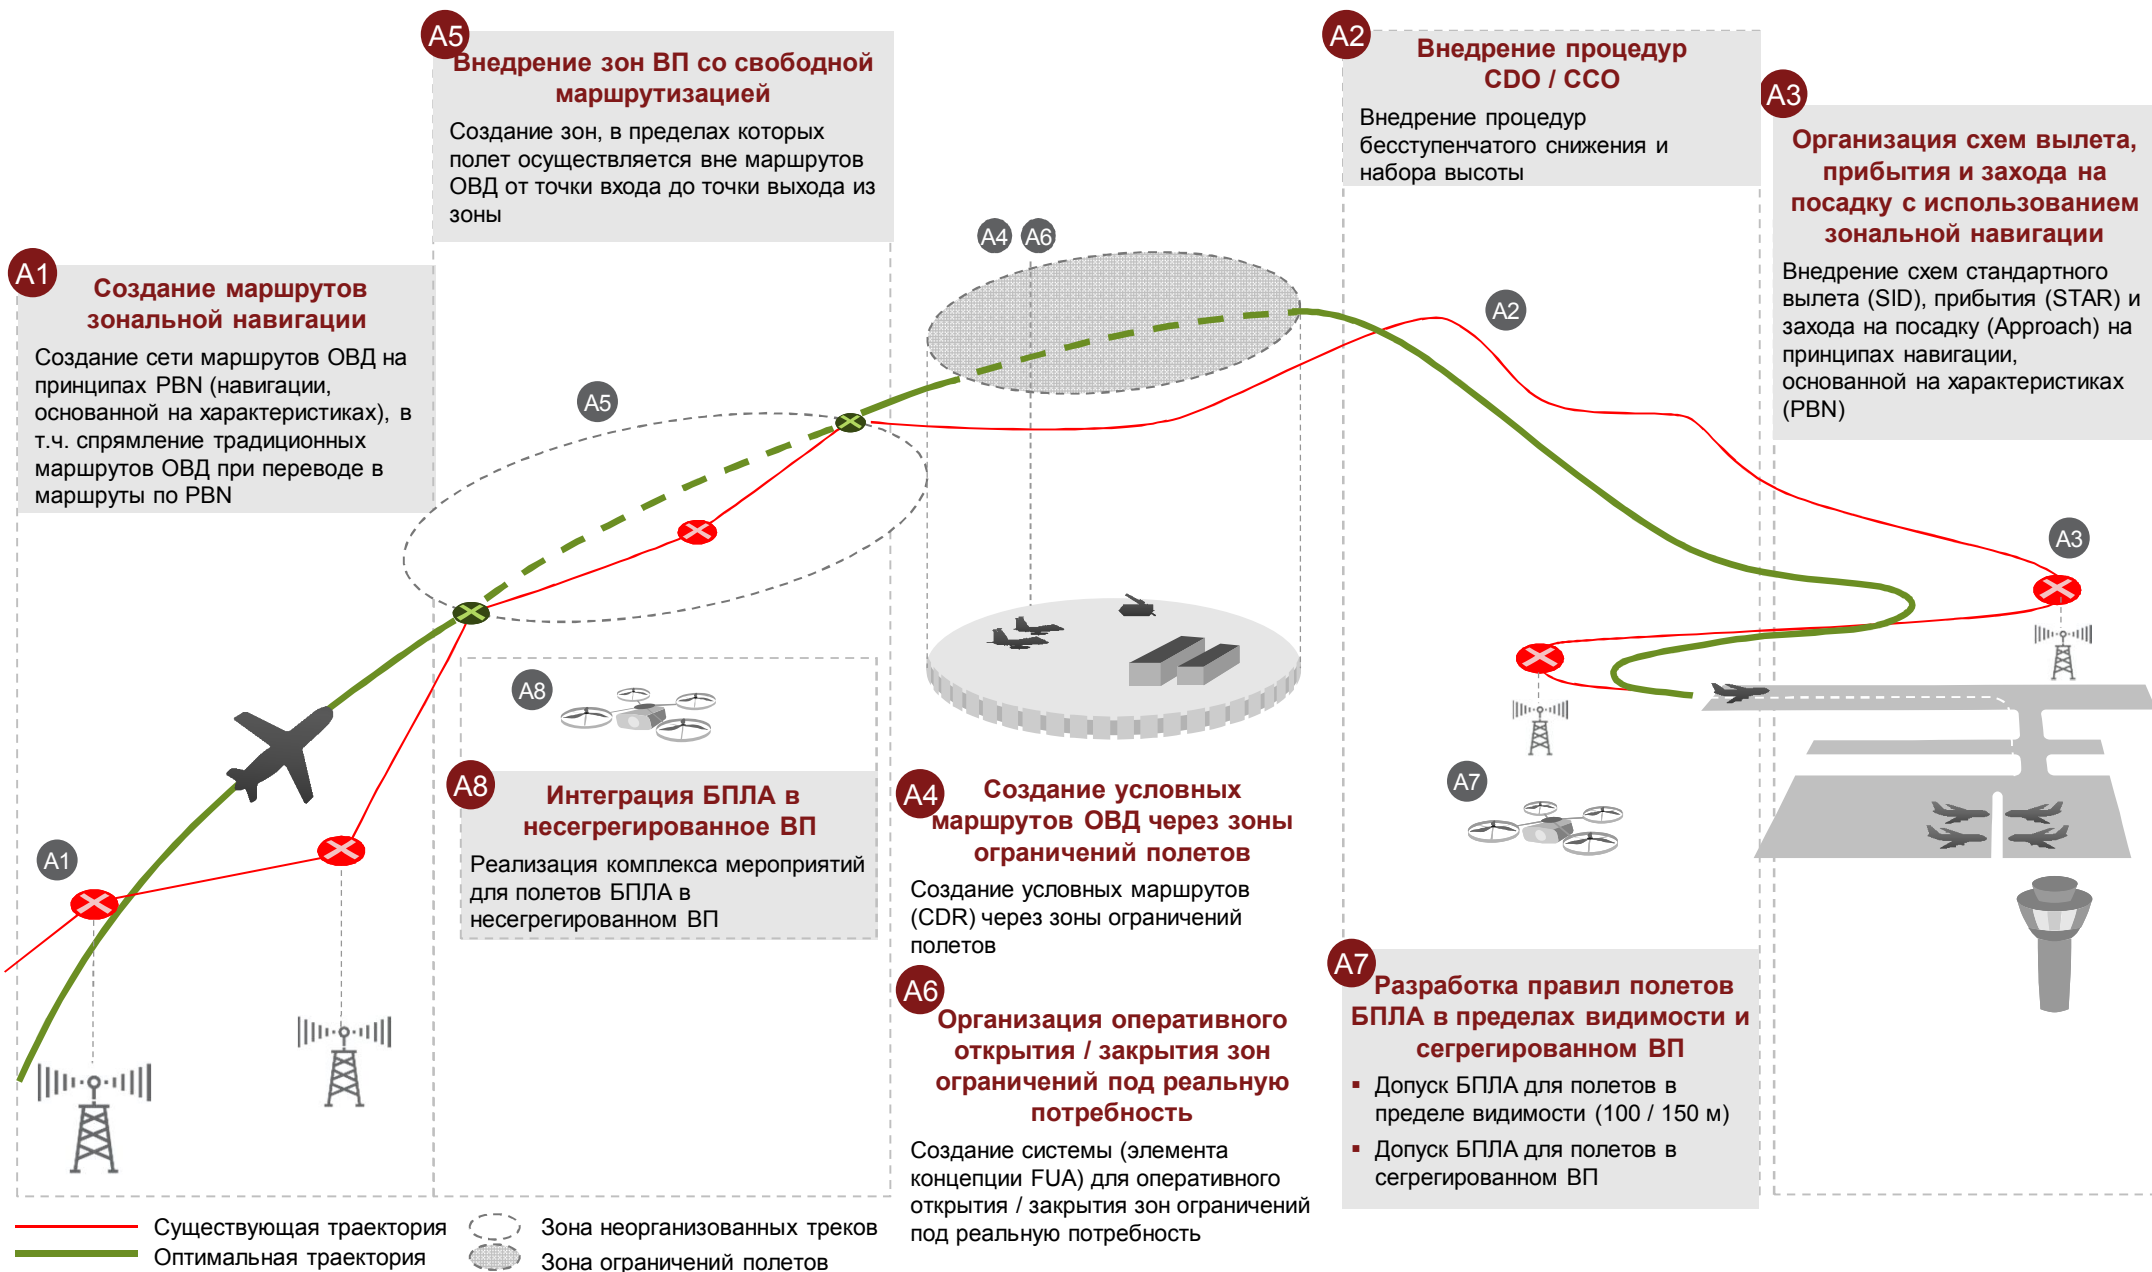 A5
Внедрение зон ВП со свободной
маршрутизацией
Создание зон, в пределах которых
полет осуществляется вне маршрутов
ОВД от точки входа до точки выхода из
зоны
A2
Внедрение процедур
CDO / CCO
Внедрение процедур
бесступенчатого снижения и
набора высоты
A3
Организация схем вылета,
прибытия и захода на
посадку с использованием
зональной навигации
Внедрение схем стандартного
вылета (SID), прибытия (STAR) и
захода на посадку (Approach) на
принципах навигации,
основанной на характеристиках
(PBN)
A1
Создание маршрутов
зональной навигации
Создание сети маршрутов ОВД на
принципах PBN (навигации,
основанной на характеристиках), в
т.ч. спрямление традиционных
маршрутов ОВД при переводе в
маршруты по PBN
A4 A6
A2
A5
A3
A8
A7
A1
A8
Интеграция БПЛА в
несегрегированное ВП
Реализация комплекса мероприятий
для полетов БПЛА в
несегрегированном ВП
A4
Создание условных
маршрутов ОВД через зоны
ограничений полетов
Создание условных маршрутов
(CDR) через зоны ограничений
полетов
A6
Организация оперативного
открытия / закрытия зон
ограничений под реальную
потребность
Создание системы (элемента
концепции FUA) для оперативного
открытия / закрытия зон ограничений
под реальную потребность
A7
Разработка правил полетов
БПЛА в пределах видимости и
сегрегированном ВП
▪ Допуск БПЛА для полетов в
пределе видимости (100 / 150 м)
▪ Допуск БПЛА для полетов в
сегрегированном ВП
Существующая траектория
Оптимальная траектория
Зона неорганизованных треков
Зона ограничений полетов